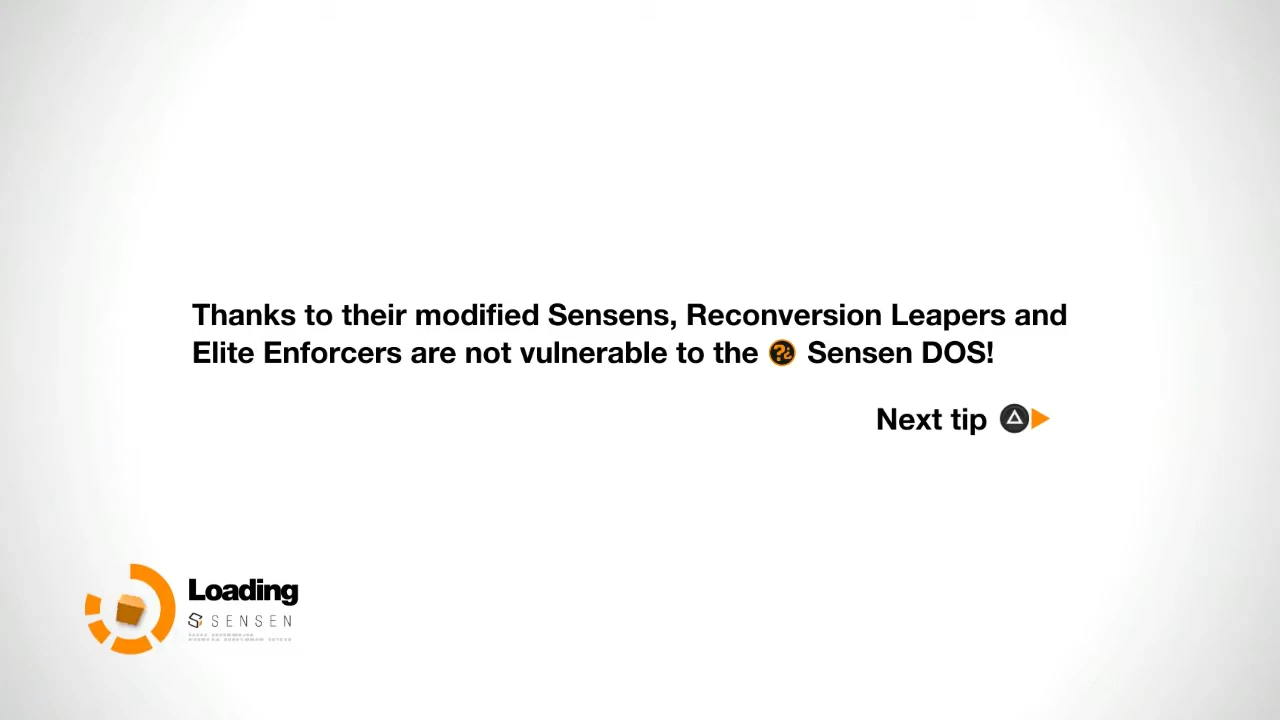 Thanks to their modified Sensens, Reconversion Leapers and
Elite Enforcers are not vulnerable to the Sensen DOS!
Next tip
Loading
SENSEN